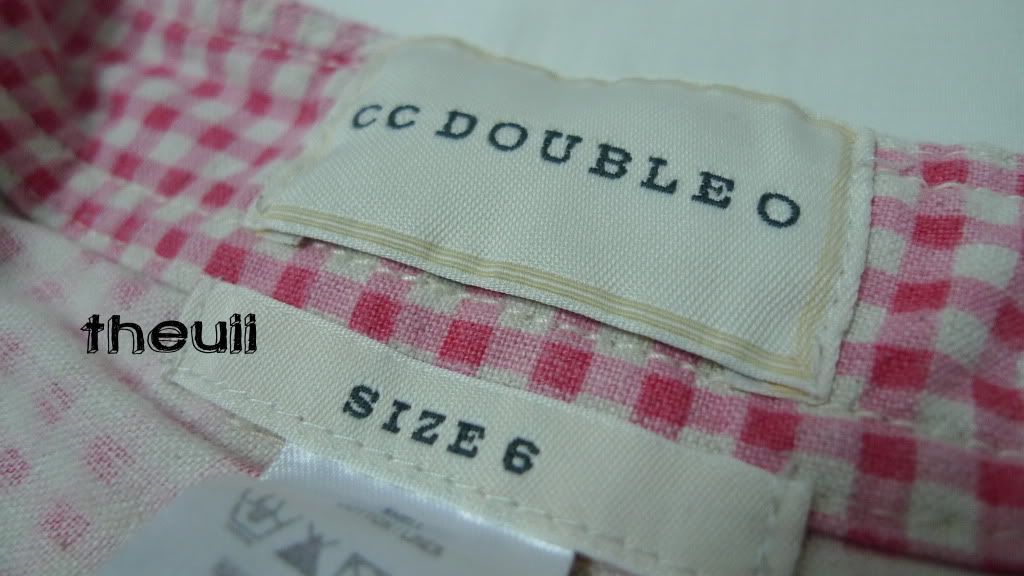 CC DOUBLE O
theuii
SIZE 6